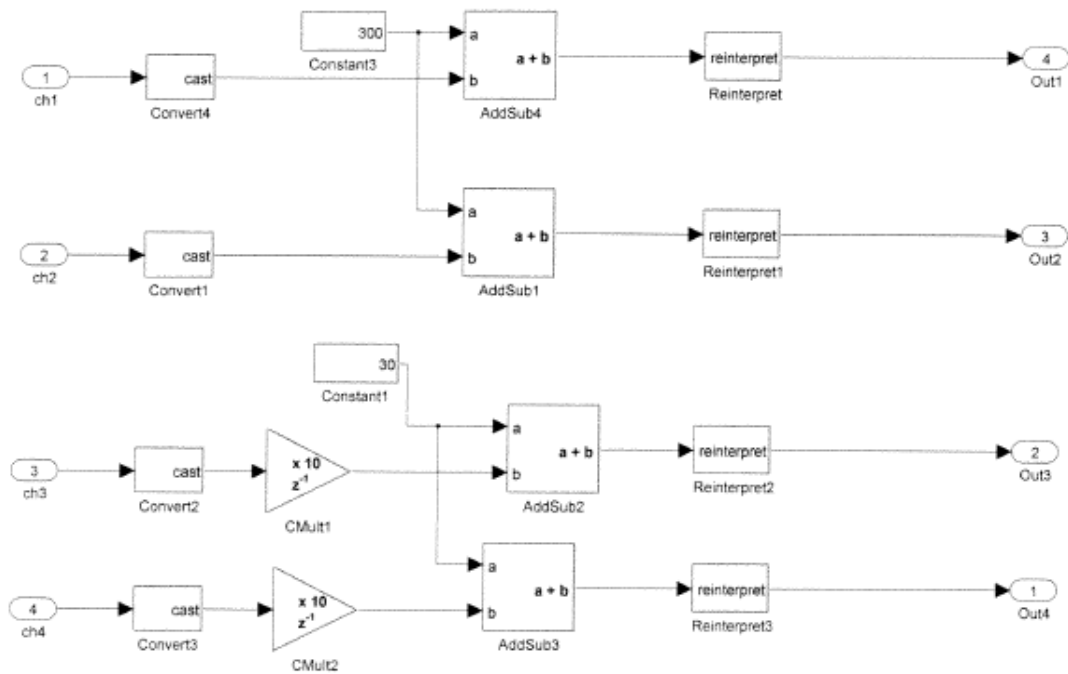 300
Constant3
1
ch1
cast
Convert4
a
b
a + b
AddSub4
reinterpret
Reinterpret
4
Out1
2
ch2
cast
Convert1
a
b
a + b
AddSub1
reinterpret
Reinterpret1
3
Out2
30
Constant1
3
ch3
cast
Convert2
x 10
z⁻¹
CMult1
a
b
a + b
AddSub2
reinterpret
Reinterpret2
2
Out3
4
ch4
cast
Convert3
x 10
z⁻¹
CMult2
a
b
a + b
AddSub3
reinterpret
Reinterpret3
1
Out4